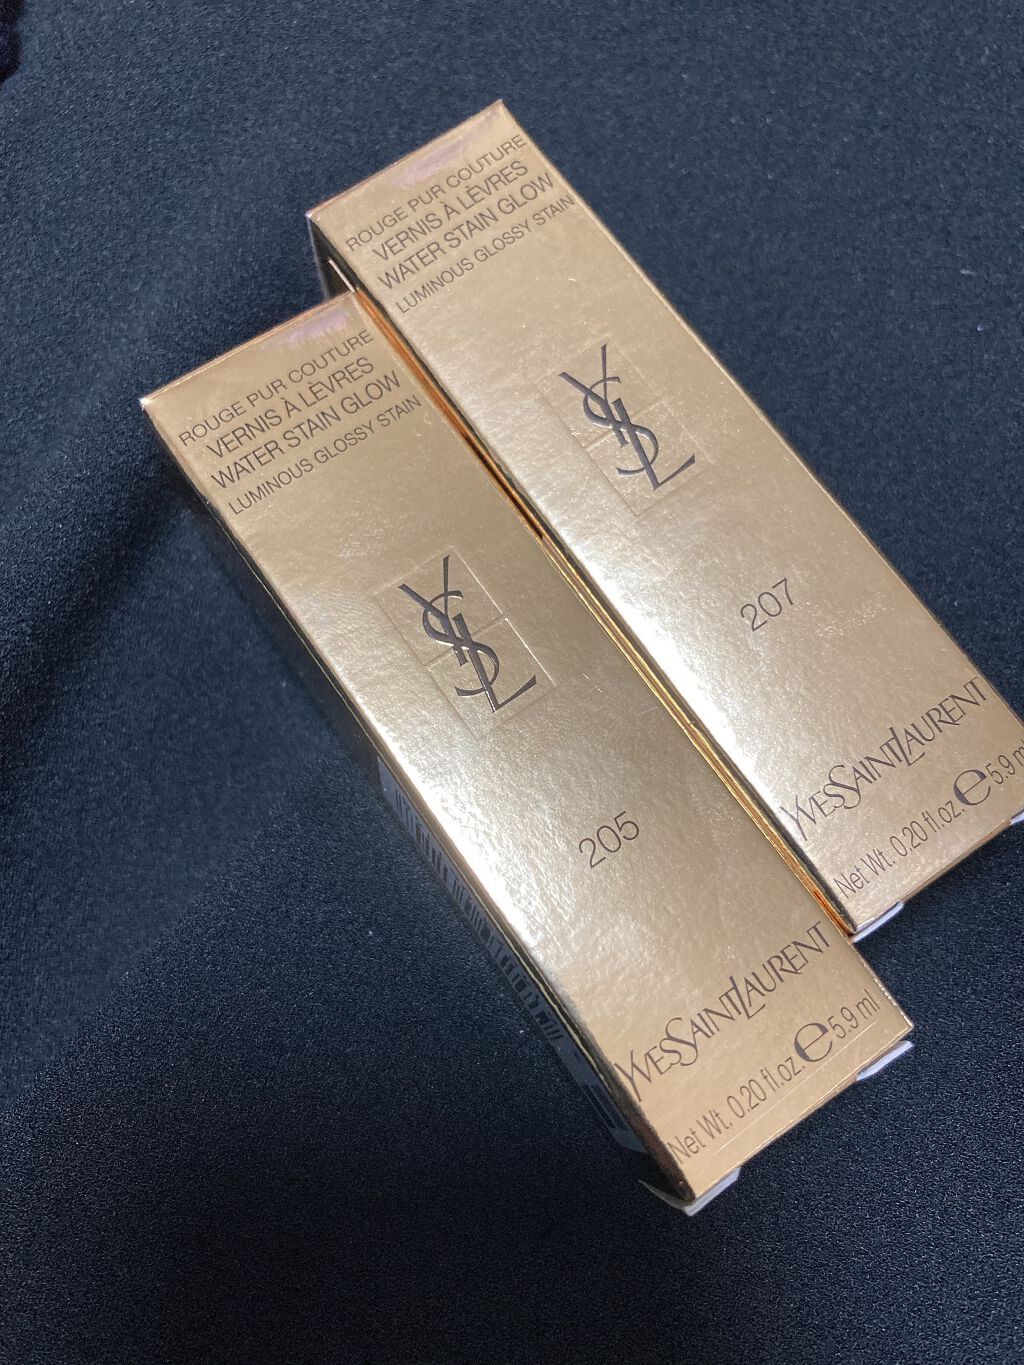 ROUGE PUR COUTURE
VERNIS À LÈVRES
WATER STAIN GLOW
LUMINOUS GLOSSY STAIN
YSL
205
YVESSAINTLAURENT
Net Wt. 0.20 fl.oz. e 5.9 ml
ROUGE PUR COUTURE
VERNIS À LÈVRES
WATER STAIN GLOW
LUMINOUS GLOSSY STAIN
YSL
207
YVESSAINTLAURENT
Net Wt. 0.20 fl.oz. e 5.9 m